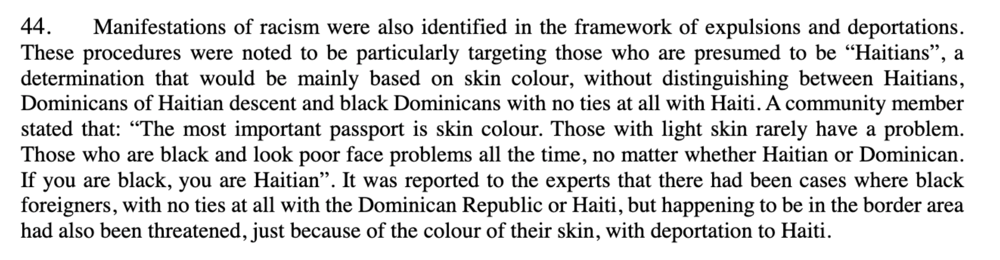 44. Manifestations of racism were also identified in the framework of expulsions and deportations.
These procedures were noted to be particularly targeting those who are presumed to be “Haitians”, a
determination that would be mainly based on skin colour, without distinguishing between Haitians,
Dominicans of Haitian descent and black Dominicans with no ties at all with Haiti. A community member
stated that: “The most important passport is skin colour. Those with light skin rarely have a problem.
Those who are black and look poor face problems all the time, no matter whether Haitian or Dominican.
If you are black, you are Haitian”. It was reported to the experts that there had been cases where black
foreigners, with no ties at all with the Dominican Republic or Haiti, but happening to be in the border area
had also been threatened, just because of the colour of their skin, with deportation to Haiti.